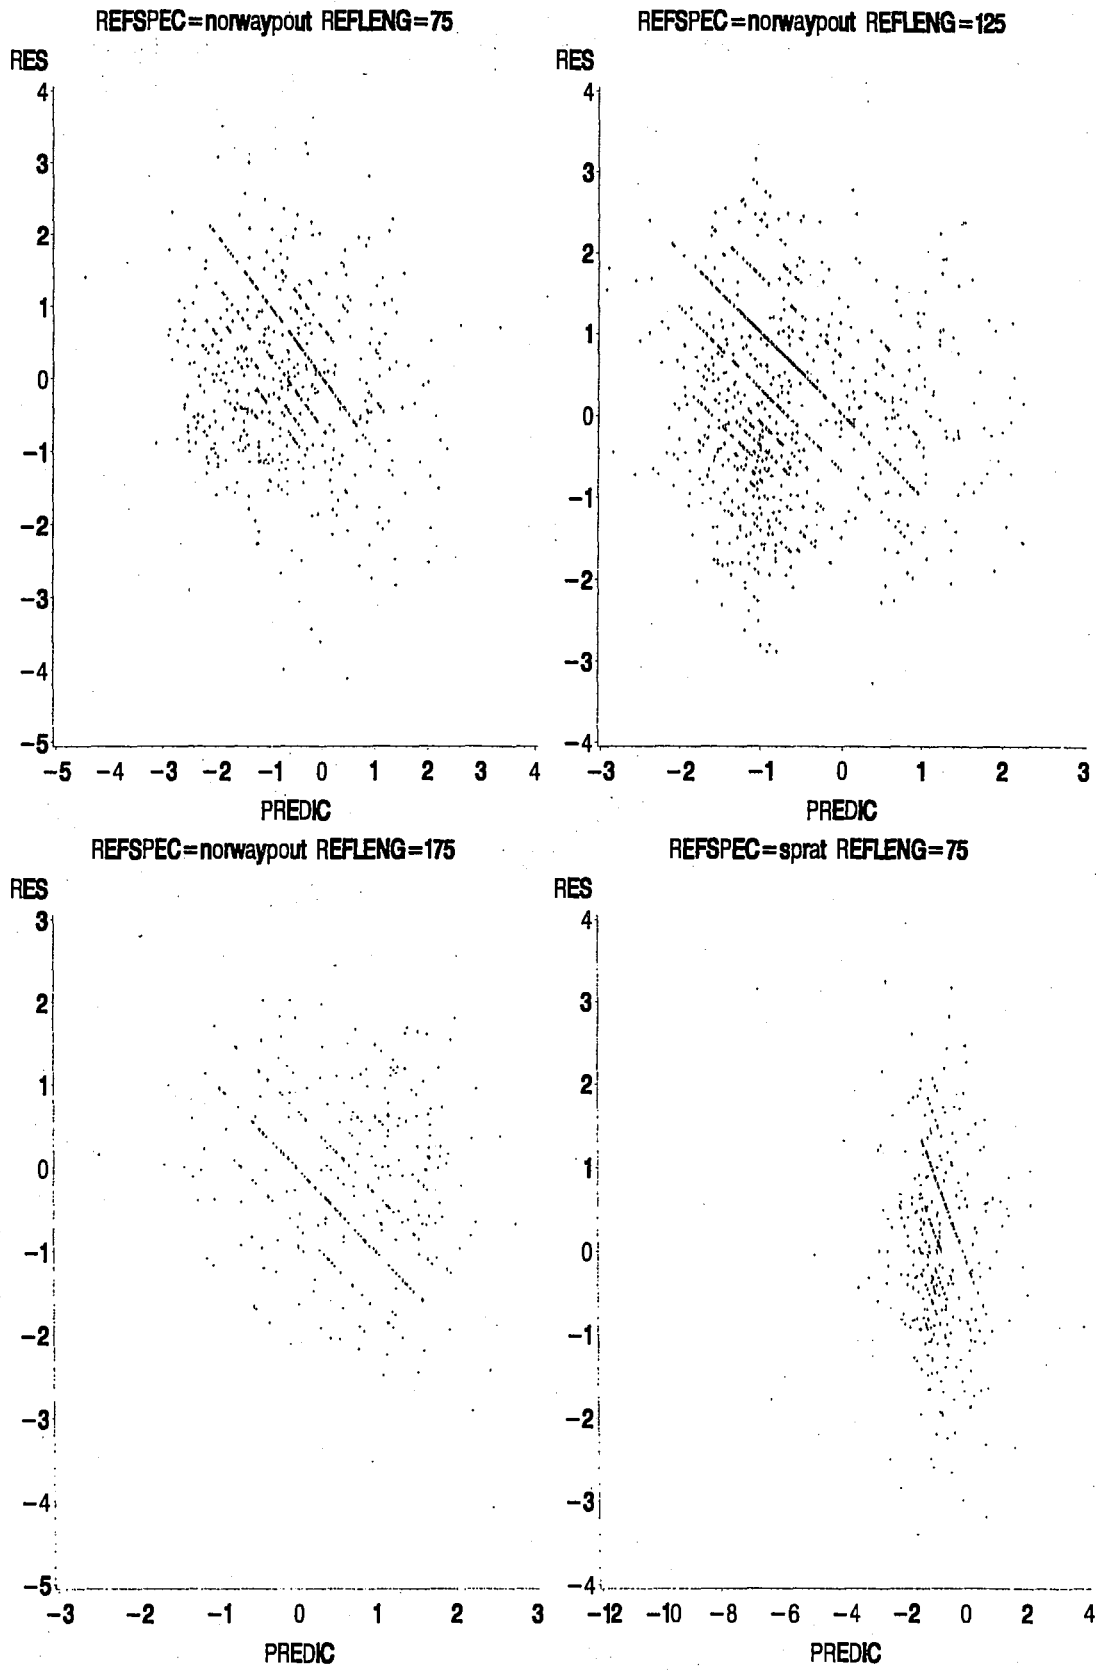 REFSPEC=norwaypout REFLENG=75
RES
4
3
2
1
0
−1
−2
−3
−4
−5
−5 −4 −3 −2 −1 0 1 2 3 4
PREDIC
REFSPEC=norwaypout REFLENG=125
RES
4
3
2
1
0
−1
−2
−3
−4
−3 −2 −1 0 1 2 3
PREDIC
REFSPEC=norwaypout REFLENG=175
RES
3
2
1
0
−1
−2
−3
−4
−5
−3 −2 −1 0 1 2 3
PREDIC
REFSPEC=sprat REFLENG=75
RES
4
3
2
1
0
−1
−2
−3
−4
−12 −10 −8 −6 −4 −2 0 2 4
PREDIC